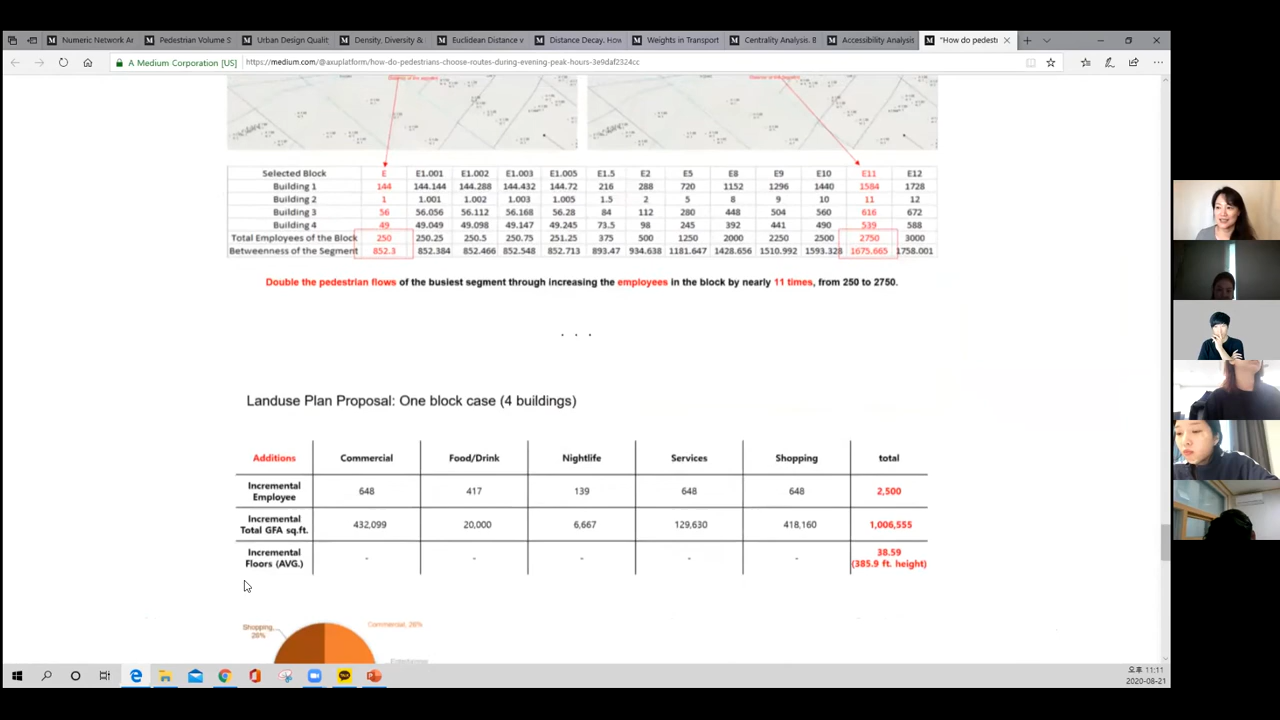 Numeric Network Ar
Pedestrian Volume S
Urban Design Qualit
Density, Diversity &
Euclidean Distance v
Distance Decay, How
Weights in Transport
Centrality Analysis. B
Accessibility Analysis
"How do pedest
A Medium Corporation [US]
https://medium.com/@axuplatform/how-do-pedestrians-choose-routes-during-evening-peak-hours-3e9daf2324cc
Selected Block E E1.001 E1.002 E1.003 E1.005 E1.5 E2 E5 E8 E9 E10 E11 E12
Building 1 144 144.144 144.288 144.432 144.72 216 288 720 1152 1296 1440 1584 1728
Building 2 1 1.001 1.002 1.003 1.005 1.5 2 5 8 9 10 11 12
Building 3 56 56.056 56.112 56.168 56.28 84 112 280 448 504 560 616 672
Building 4 49 49.049 49.098 49.147 49.245 73.5 98 245 392 441 490 539 588
Total Employees of the Block 250 250.25 250.5 250.75 251.25 375 500 1250 2000 2250 2500 2750 3000
Betweenness of the Segment 852.3 852.384 852.466 852.548 852.713 893.47 934.638 1181.647 1428.656 1510.992 1593.328 1675.665 1758.001
Double the pedestrian flows of the busiest segment through increasing the employees in the block by nearly 11 times, from 250 to 2750.
. . .
Landuse Plan Proposal: One block case (4 buildings)
Additions Commercial Food/Drink Nightlife Services Shopping total
Incremental Employee 648 417 139 648 648 2,500
Incremental Total GFA sq.ft. 432,099 20,000 6,667 129,630 418,160 1,006,555
Incremental Floors (AVG.) - - - - - 38.59 (385.9 ft. height)
Shopping, 26%
Commercial, 26%
오후 11:11
2020-08-21